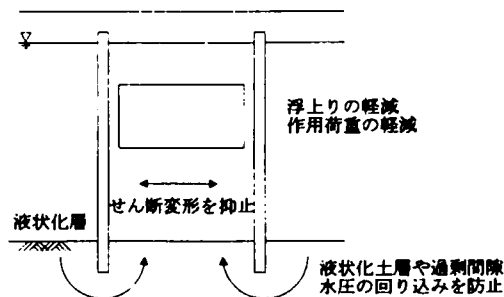 浮上りの軽減
作用荷重の軽減
せん断変形を抑止
液状化層
液状化土層や過剰間隙
水圧の回り込みを防止